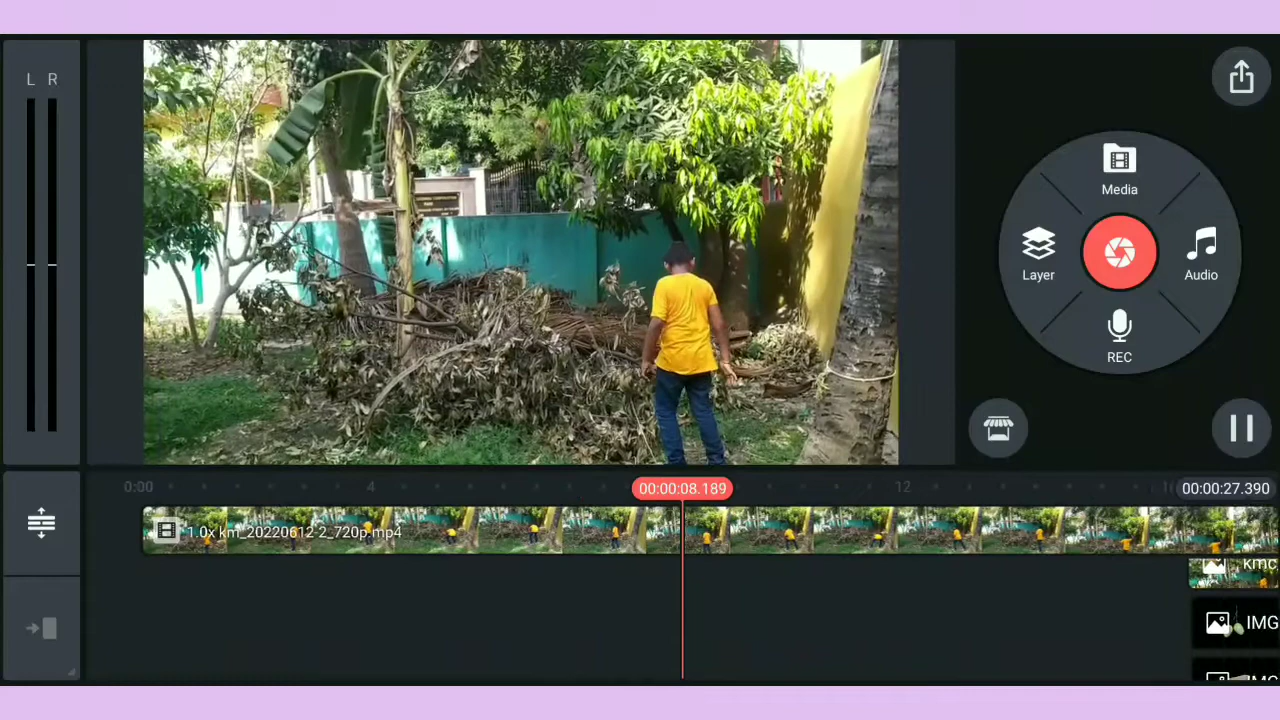 L R
Media
Layer
Audio
REC
0:00
4
00:00:08.189
12
00:00:27.390
1.0x km_20220612-2_720p.mp4
kmc
IMG
IMG